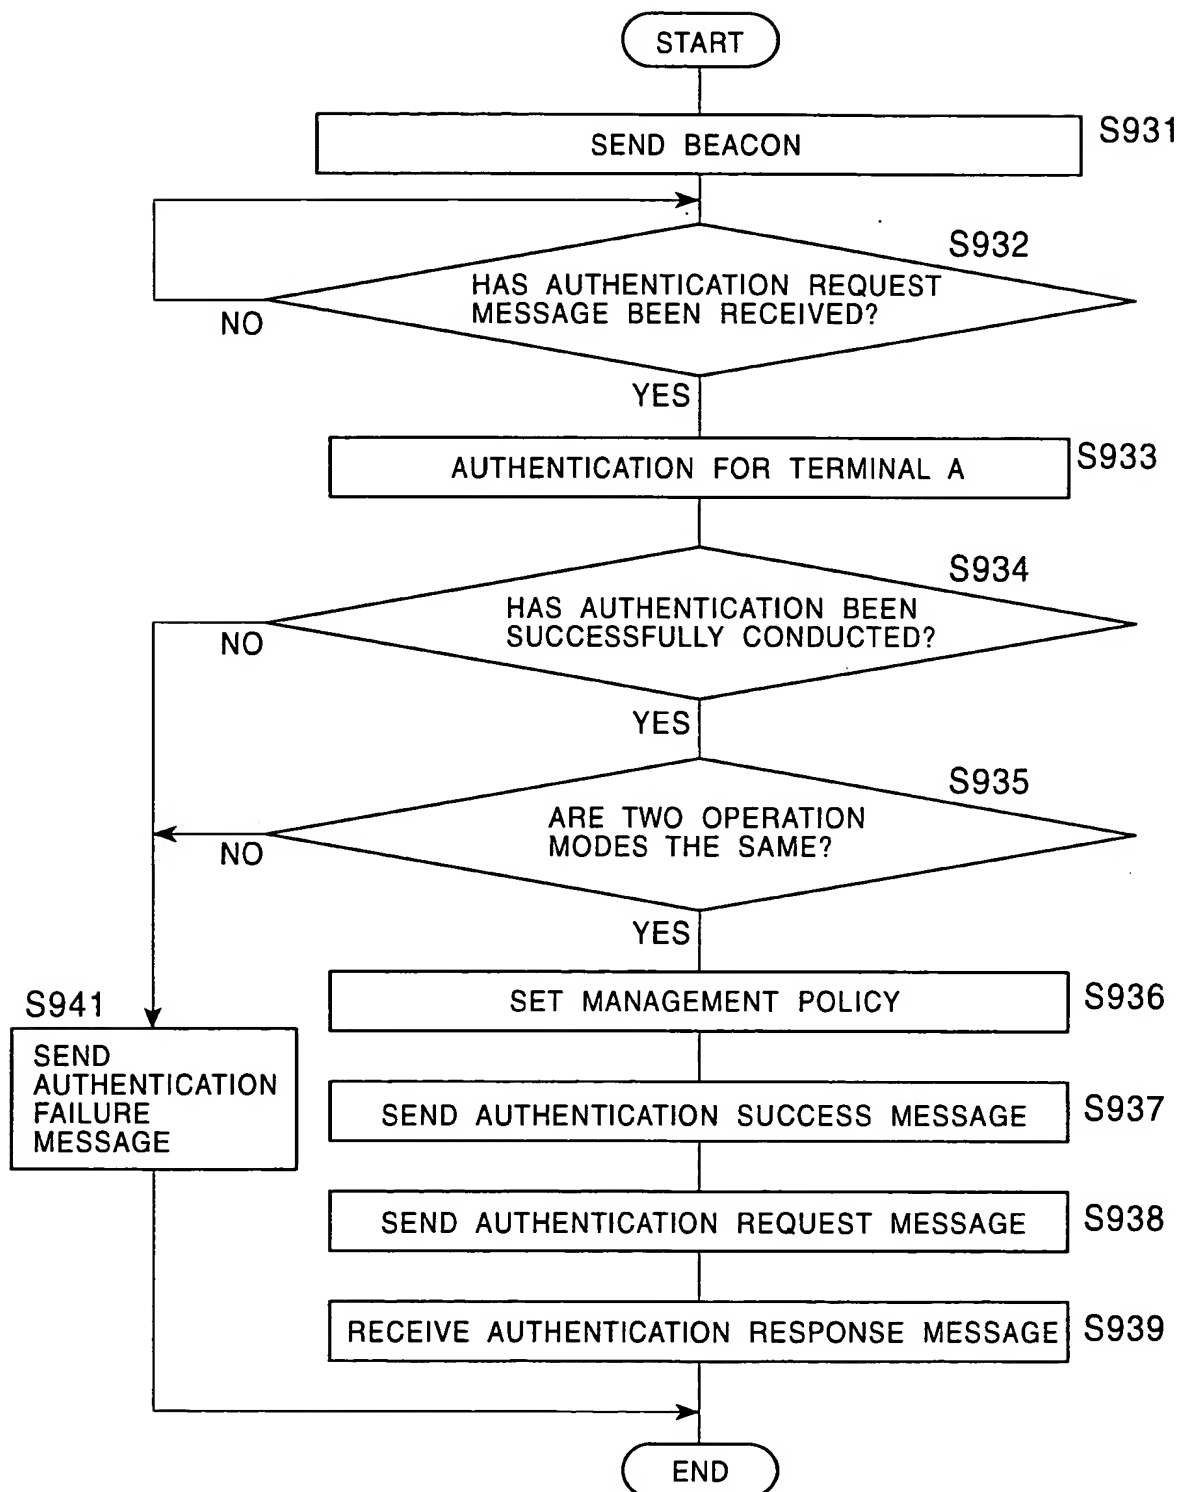 START
SEND BEACON
S931
S932
HAS AUTHENTICATION REQUEST
MESSAGE BEEN RECEIVED?
NO
YES
AUTHENTICATION FOR TERMINAL A
S933
S934
HAS AUTHENTICATION BEEN
SUCCESSFULLY CONDUCTED?
NO
YES
S935
ARE TWO OPERATION
MODES THE SAME?
NO
YES
S941
SEND
AUTHENTICATION
FAILURE
MESSAGE
SET MANAGEMENT POLICY
S936
SEND AUTHENTICATION SUCCESS MESSAGE
S937
SEND AUTHENTICATION REQUEST MESSAGE
S938
RECEIVE AUTHENTICATION RESPONSE MESSAGE
S939
END